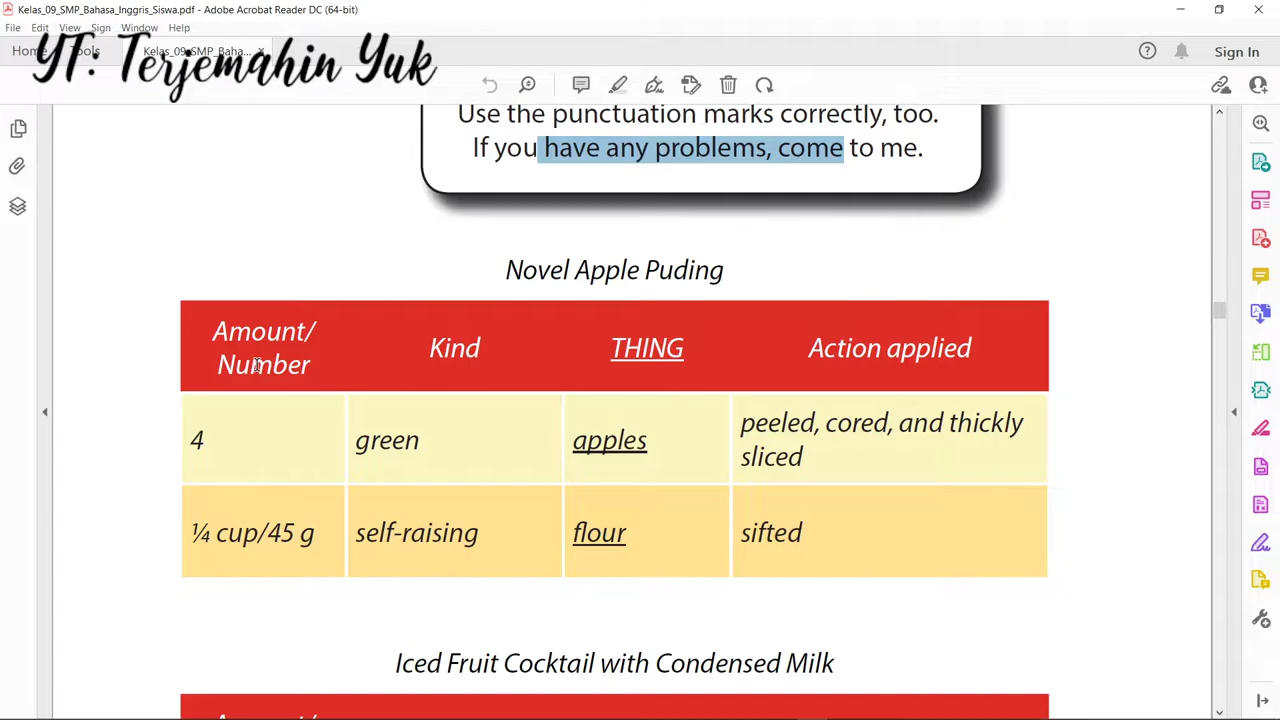 Kelas_09_SMP_Bahasa_Inggris_Siswa.pdf - Adobe Acrobat Reader DC (64-bit)
File Edit View Sign Window Help
Home Tools Kelas_09_SMP_Baha... × Sign In
YT: Terjemahin Yuk
Use the punctuation marks correctly, too.
If you have any problems, come to me.
Novel Apple Puding
Amount/
Number
Kind
THING
Action applied
4
green
apples
peeled, cored, and thickly
sliced
¼ cup/45 g
self-raising
flour
sifted
Iced Fruit Cocktail with Condensed Milk